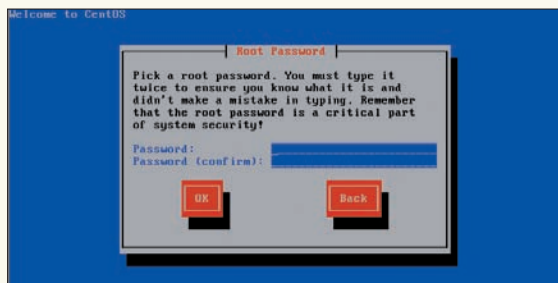 Welcome to CentOS
Root Password
Pick a root password. You must type it
twice to ensure you know what it is and
didn't make a mistake in typing. Remember
that the root password is a critical part
of system security!
Password:
Password (confirm):
OK
Back